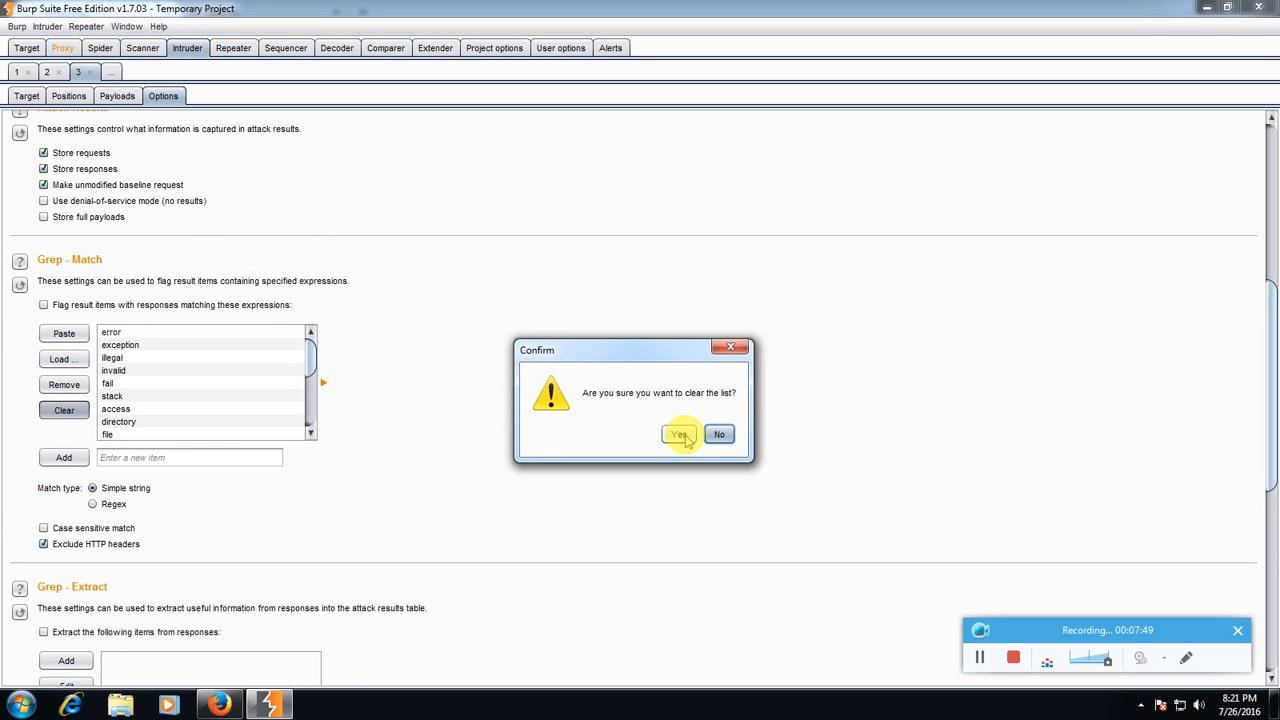 Burp Suite Free Edition v1.7.03 - Temporary Project
Burp Intruder Repeater Window Help
Target Proxy Spider Scanner Intruder Repeater Sequencer Decoder Comparer Extender Project options User options Alerts
1 × 2 × 3 × ...
Target Positions Payloads Options
These settings control what information is captured in attack results.
Store requests
Store responses
Make unmodified baseline request
Use denial-of-service mode (no results)
Store full payloads
? Grep - Match
These settings can be used to flag result items containing specified expressions.
Flag result items with responses matching these expressions:
Paste
Load ...
Remove
Clear
error
exception
illegal
invalid
fail
stack
access
directory
file
Add Enter a new item
Match type: Simple string
Regex
Case sensitive match
Exclude HTTP headers
? Grep - Extract
These settings can be used to extract useful information from responses into the attack results table.
Extract the following items from responses:
Add
Confirm
Are you sure you want to clear the list?
Yes No
Recording... 00:07:49
8:21 PM
7/26/2016